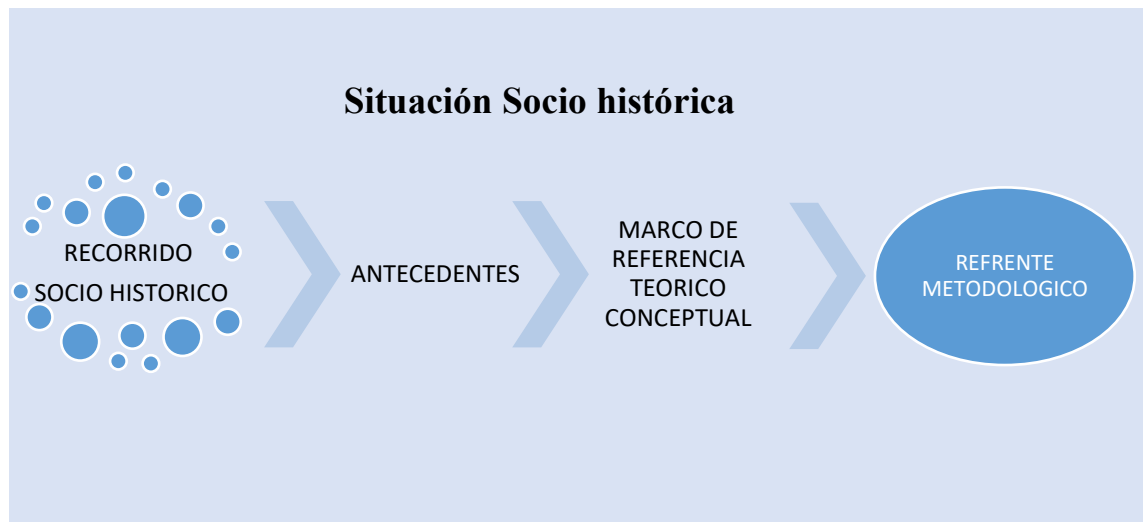 Situación Socio histórica
RECORRIDO
SOCIO HISTORICO
ANTECEDENTES
MARCO DE
REFERENCIA
TEORICO
CONCEPTUAL
REFRENTE
METODOLOGICO